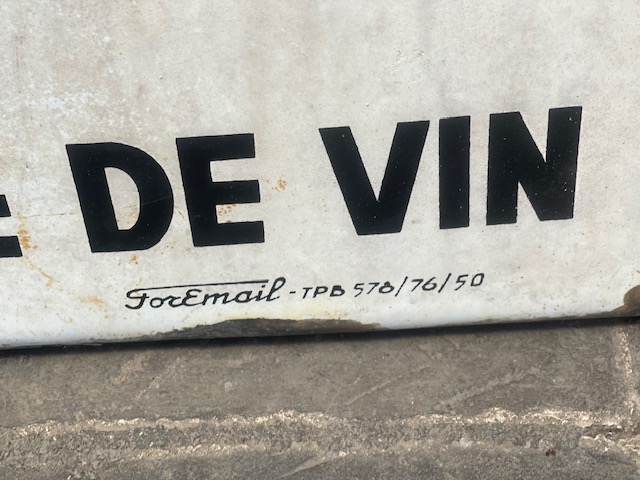 DE VIN
ForEmail - TPB 578/76/50